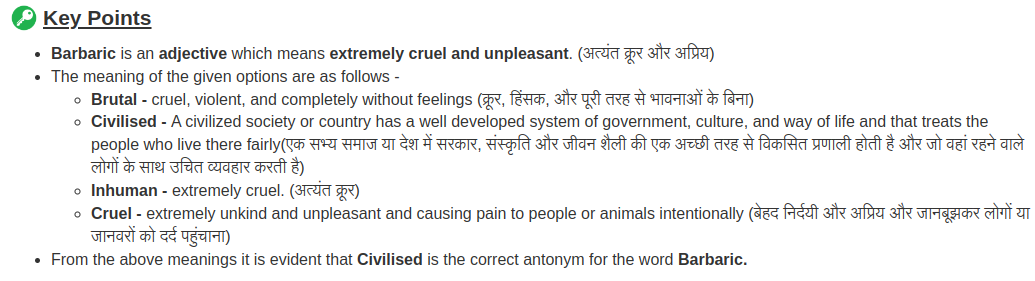 Key Points
Barbaric is an adjective which means extremely cruel and unpleasant. (अत्यंत क्रूर और अप्रिय)
The meaning of the given options are as follows -
Brutal - cruel, violent, and completely without feelings (क्रूर, हिंसक, और पूरी तरह से भावनाओं के बिना)
Civilised - A civilized society or country has a well developed system of government, culture, and way of life and that treats the
people who live there fairly(एक सभ्य समाज या देश में सरकार, संस्कृति और जीवन शैली की एक अच्छी तरह से विकसित प्रणाली होती है और जो वहां रहने वाले
लोगों के साथ उचित व्यवहार करती है)
Inhuman - extremely cruel. (अत्यंत क्रूर)
Cruel - extremely unkind and unpleasant and causing pain to people or animals intentionally (बेहद निर्दयी और अप्रिय और जानबूझकर लोगों या
जानवरों को दर्द पहुंचाना)
From the above meanings it is evident that Civilised is the correct antonym for the word Barbaric.